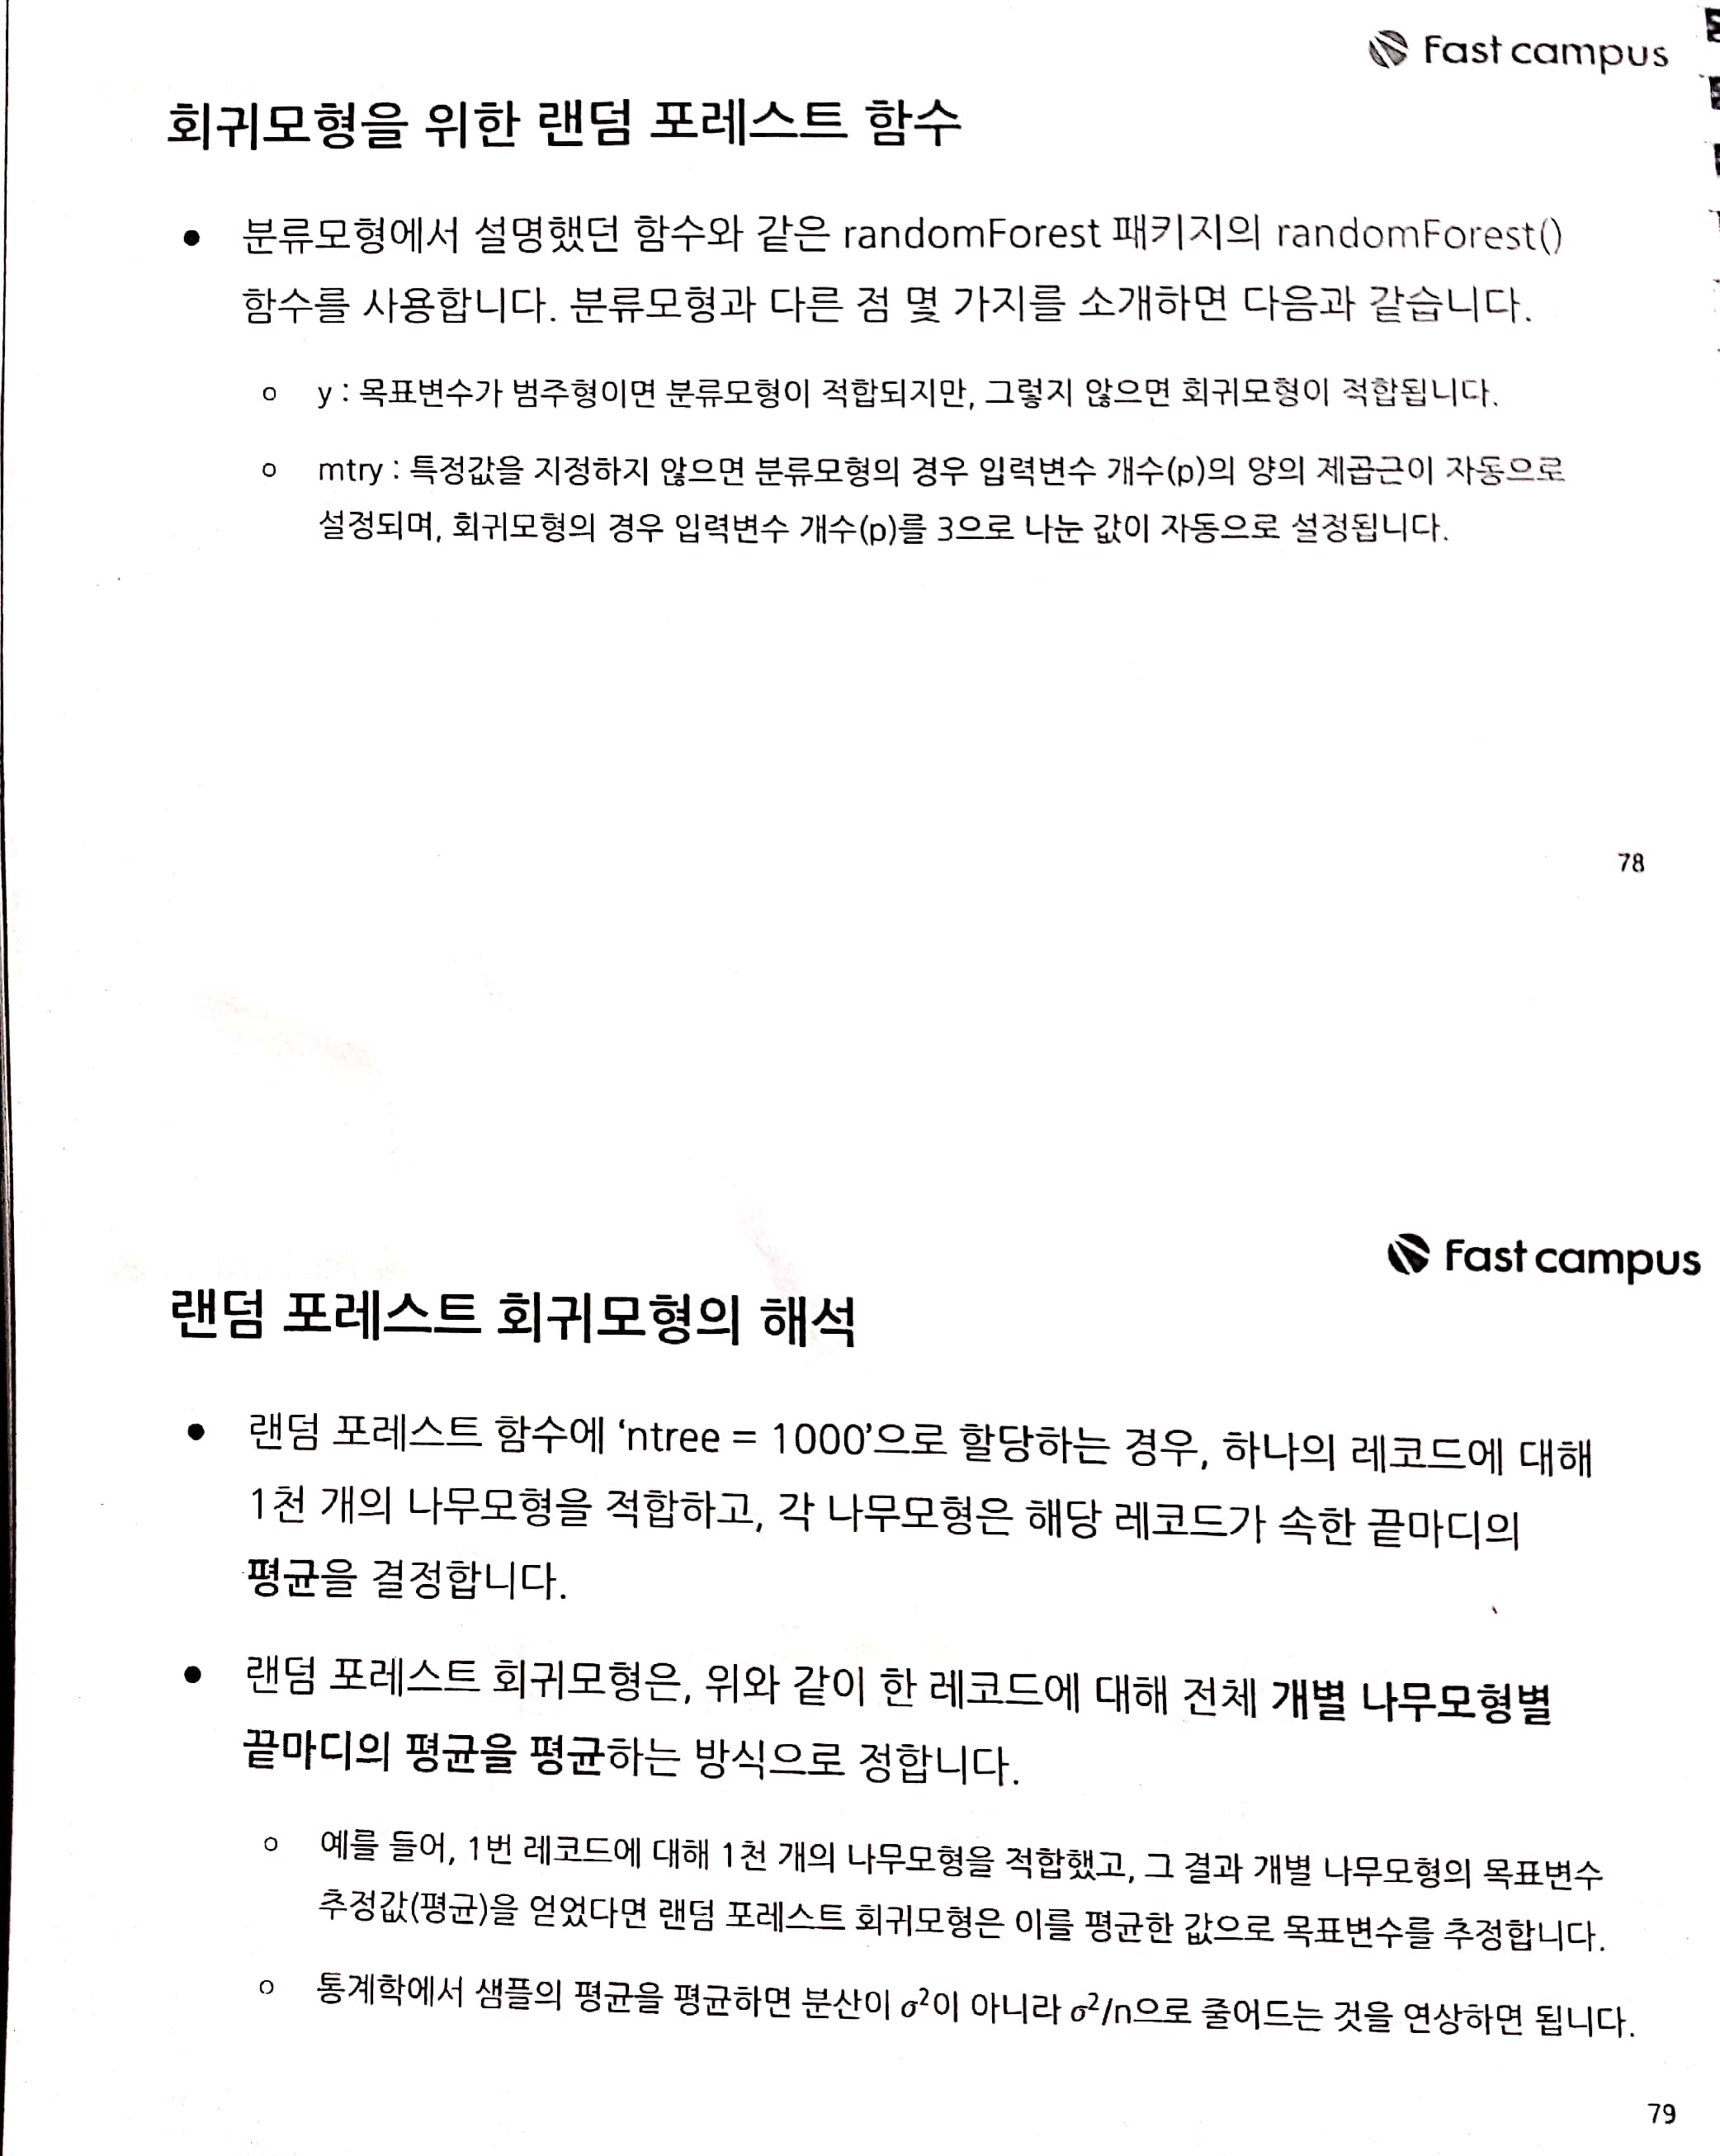 Fast campus
회귀모형을 위한 랜덤 포레스트 함수
● 분류모형에서 설명했던 함수와 같은 randomForest 패키지의 randomForest()
함수를 사용합니다. 분류모형과 다른 점 몇 가지를 소개하면 다음과 같습니다.
○ y : 목표변수가 범주형이면 분류모형이 적합되지만, 그렇지 않으면 회귀모형이 적합됩니다.
○ mtry : 특정값을 지정하지 않으면 분류모형의 경우 입력변수 개수(p)의 양의 제곱근이 자동으로
설정되며, 회귀모형의 경우 입력변수 개수(p)를 3으로 나눈 값이 자동으로 설정됩니다.
78
Fast campus
랜덤 포레스트 회귀모형의 해석
● 랜덤 포레스트 함수에 ‘ntree = 1000’으로 할당하는 경우, 하나의 레코드에 대해
1천 개의 나무모형을 적합하고, 각 나무모형은 해당 레코드가 속한 끝마디의
평균을 결정합니다.
● 랜덤 포레스트 회귀모형은, 위와 같이 한 레코드에 대해 전체 개별 나무모형별
끝마디의 평균을 평균하는 방식으로 정합니다.
○ 예를 들어, 1번 레코드에 대해 1천 개의 나무모형을 적합했고, 그 결과 개별 나무모형의 목표변수
추정값(평균)을 얻었다면 랜덤 포레스트 회귀모형은 이를 평균한 값으로 목표변수를 추정합니다.
○ 통계학에서 샘플의 평균을 평균하면 분산이 σ²이 아니라 σ²/n으로 줄어드는 것을 연상하면 됩니다.
79